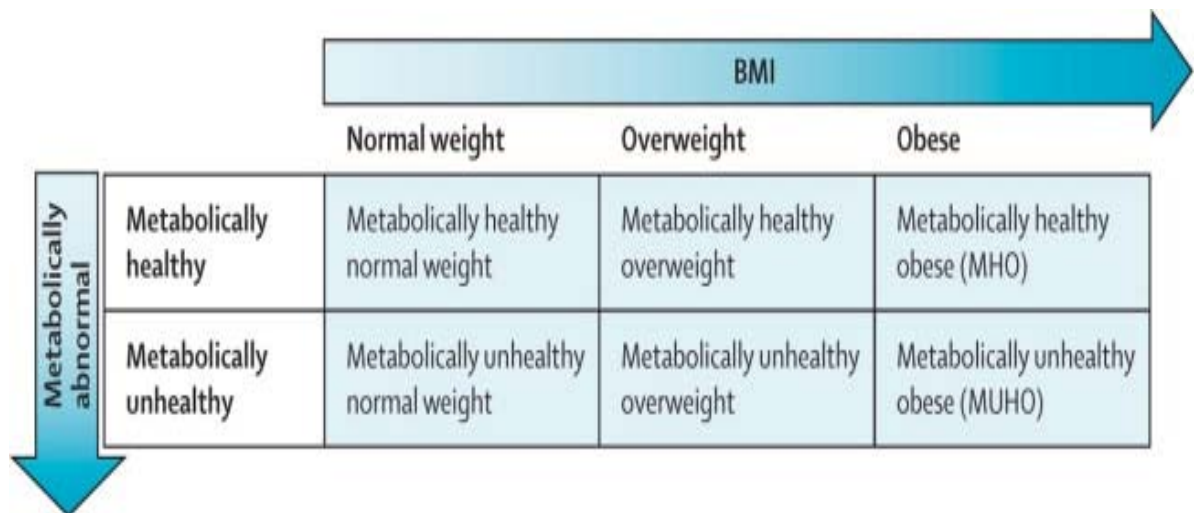 BMI
Normal weight Overweight Obese
Metabolically
abnormal
Metabolically
healthy
Metabolically healthy
normal weight
Metabolically healthy
overweight
Metabolically healthy
obese (MHO)
Metabolically
unhealthy
Metabolically unhealthy
normal weight
Metabolically unhealthy
overweight
Metabolically unhealthy
obese (MUHO)